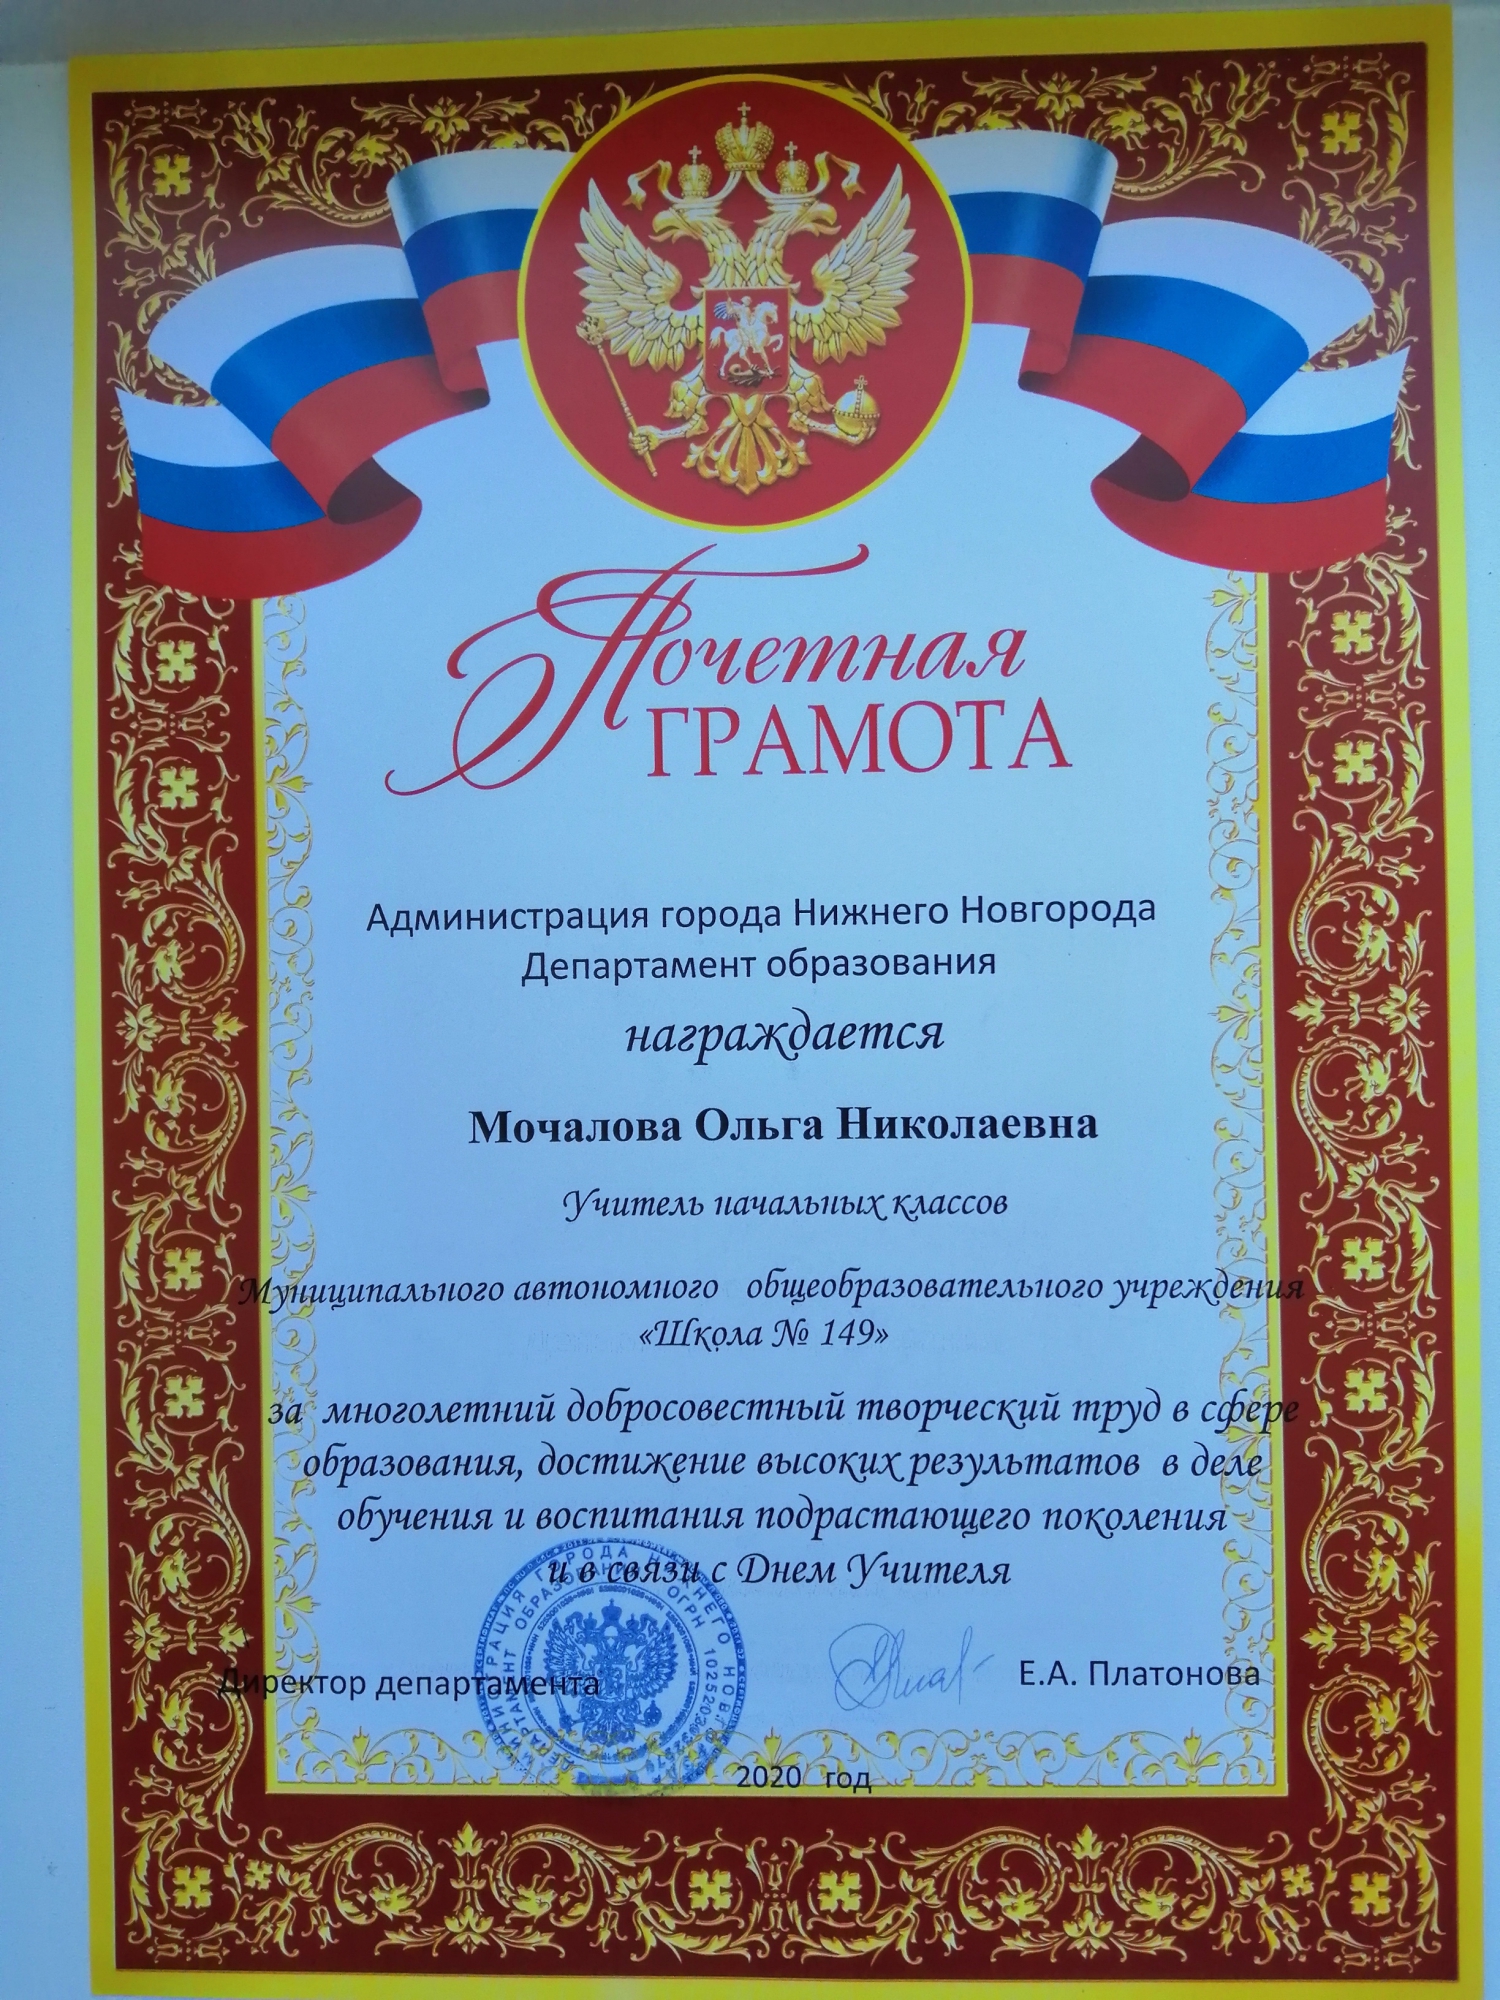 Почетная
ГРАМОТА
Администрация города Нижнего Новгорода
Департамент образования
награждается
Мочалова Ольга Николаевна
Учитель начальных классов
Муниципального автономного общеобразовательного учреждения
«Школа № 149»
за многолетний добросовестный творческий труд в сфере
образования, достижение высоких результатов в деле
обучения и воспитания подрастающего поколения
и в связи с Днем Учителя
Директор департамента
Е.А. Платонова
2020 год